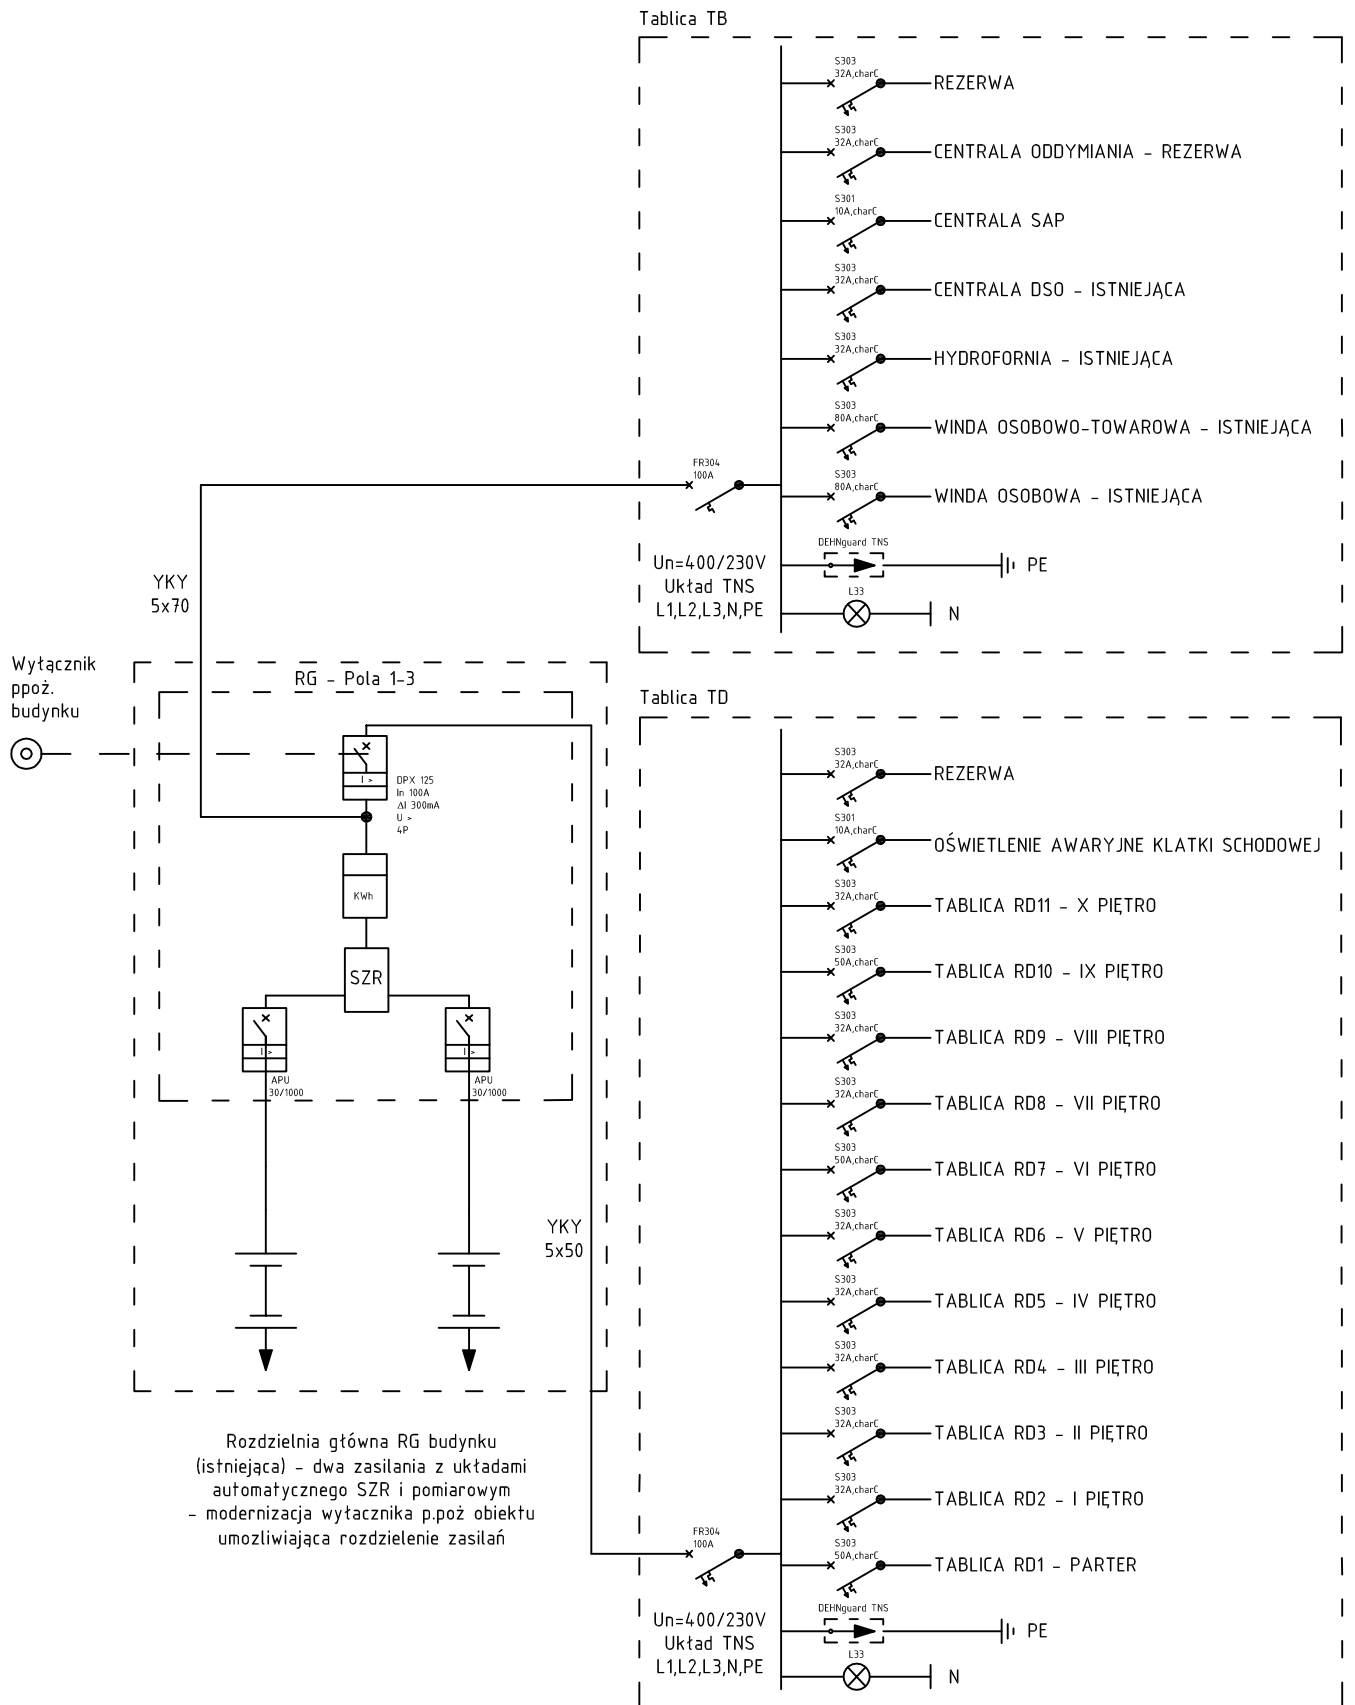 Tablica TB
S303
32A,charC
REZERWA
S303
32A,charC
CENTRALA ODDYMIANIA - REZERWA
S301
10A,charC
CENTRALA SAP
S303
32A,charC
CENTRALA DSO - ISTNIEJĄCA
S303
32A,charC
HYDROFORNIA - ISTNIEJĄCA
S303
80A,charC
WINDA OSOBOWO-TOWAROWA - ISTNIEJĄCA
FR304
100A
S303
80A,charC
WINDA OSOBOWA - ISTNIEJĄCA
DEHNguard TNS
PE
Un=400/230V
Układ TNS
L1,L2,L3,N,PE
L33
N
YKY
5x70
Wyłącznik
ppoż.
budynku
RG - Pola 1-3
I >
DPX 125
In 100A
ΔI 300mA
U >
4P
KWh
SZR
I >
APU
30/1000
I >
APU
30/1000
YKY
5x50
Rozdzielnia główna RG budynku
(istniejąca) - dwa zasilania z układami
automatycznego SZR i pomiarowym
- modernizacja wyłacznika p.poż obiektu
umozliwiająca rozdzielenie zasilań
Tablica TD
S303
32A,charC
REZERWA
S301
10A,charC
OŚWIETLENIE AWARYJNE KLATKI SCHODOWEJ
S303
32A,charC
TABLICA RD11 - X PIĘTRO
S303
50A,charC
TABLICA RD10 - IX PIĘTRO
S303
32A,charC
TABLICA RD9 - VIII PIĘTRO
S303
32A,charC
TABLICA RD8 - VII PIĘTRO
S303
50A,charC
TABLICA RD7 - VI PIĘTRO
S303
32A,charC
TABLICA RD6 - V PIĘTRO
S303
32A,charC
TABLICA RD5 - IV PIĘTRO
S303
32A,charC
TABLICA RD4 - III PIĘTRO
S303
32A,charC
TABLICA RD3 - II PIĘTRO
S303
32A,charC
TABLICA RD2 - I PIĘTRO
FR304
100A
S303
50A,charC
TABLICA RD1 - PARTER
DEHNguard TNS
PE
Un=400/230V
Układ TNS
L1,L2,L3,N,PE
L33
N